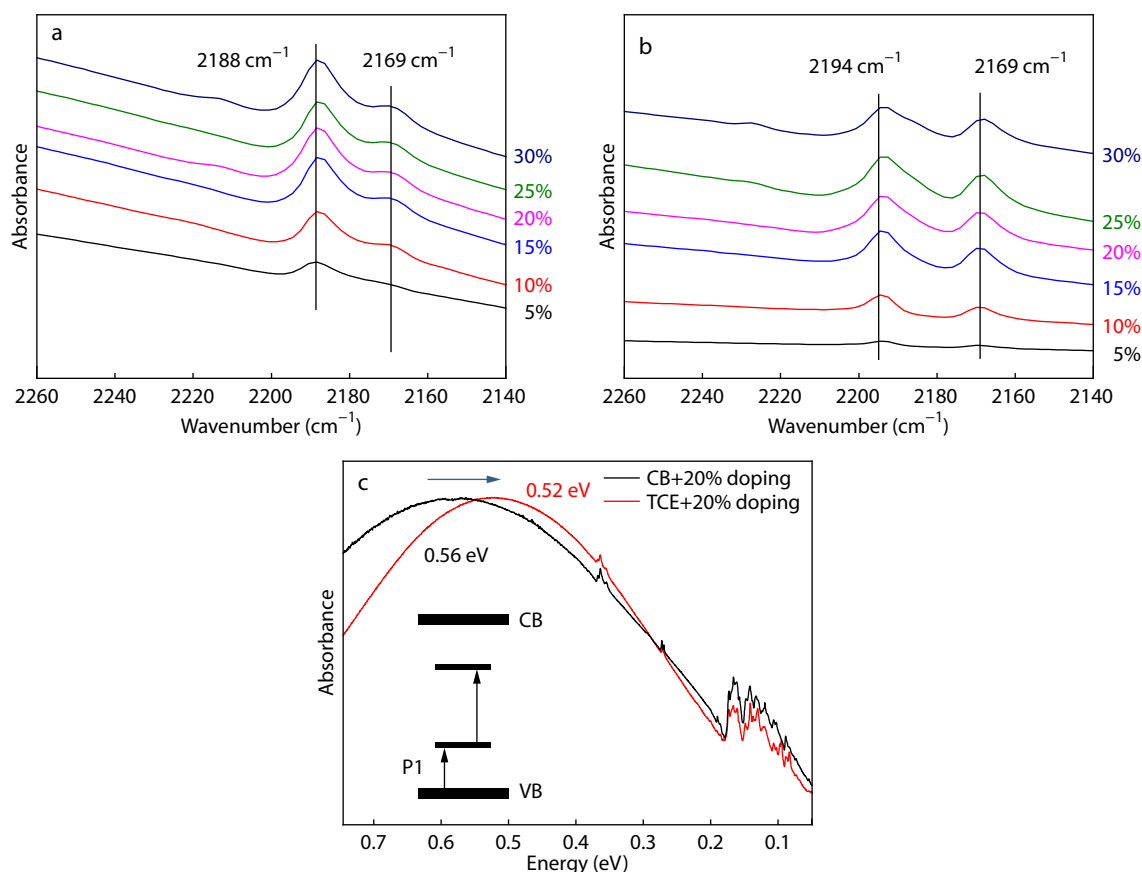 a
2188 cm⁻¹ 2169 cm⁻¹
Absorbance
30%
25%
20%
15%
10%
5%
2260 2240 2220 2200 2180 2160 2140
Wavenumber (cm⁻¹)
b
2194 cm⁻¹ 2169 cm⁻¹
Absorbance
30%
25%
20%
15%
10%
5%
2260 2240 2220 2200 2180 2160 2140
Wavenumber (cm⁻¹)
c
CB+20% doping
TCE+20% doping
0.52 eV
0.56 eV
Absorbance
CB
P1
VB
0.7 0.6 0.5 0.4 0.3 0.2 0.1
Energy (eV)